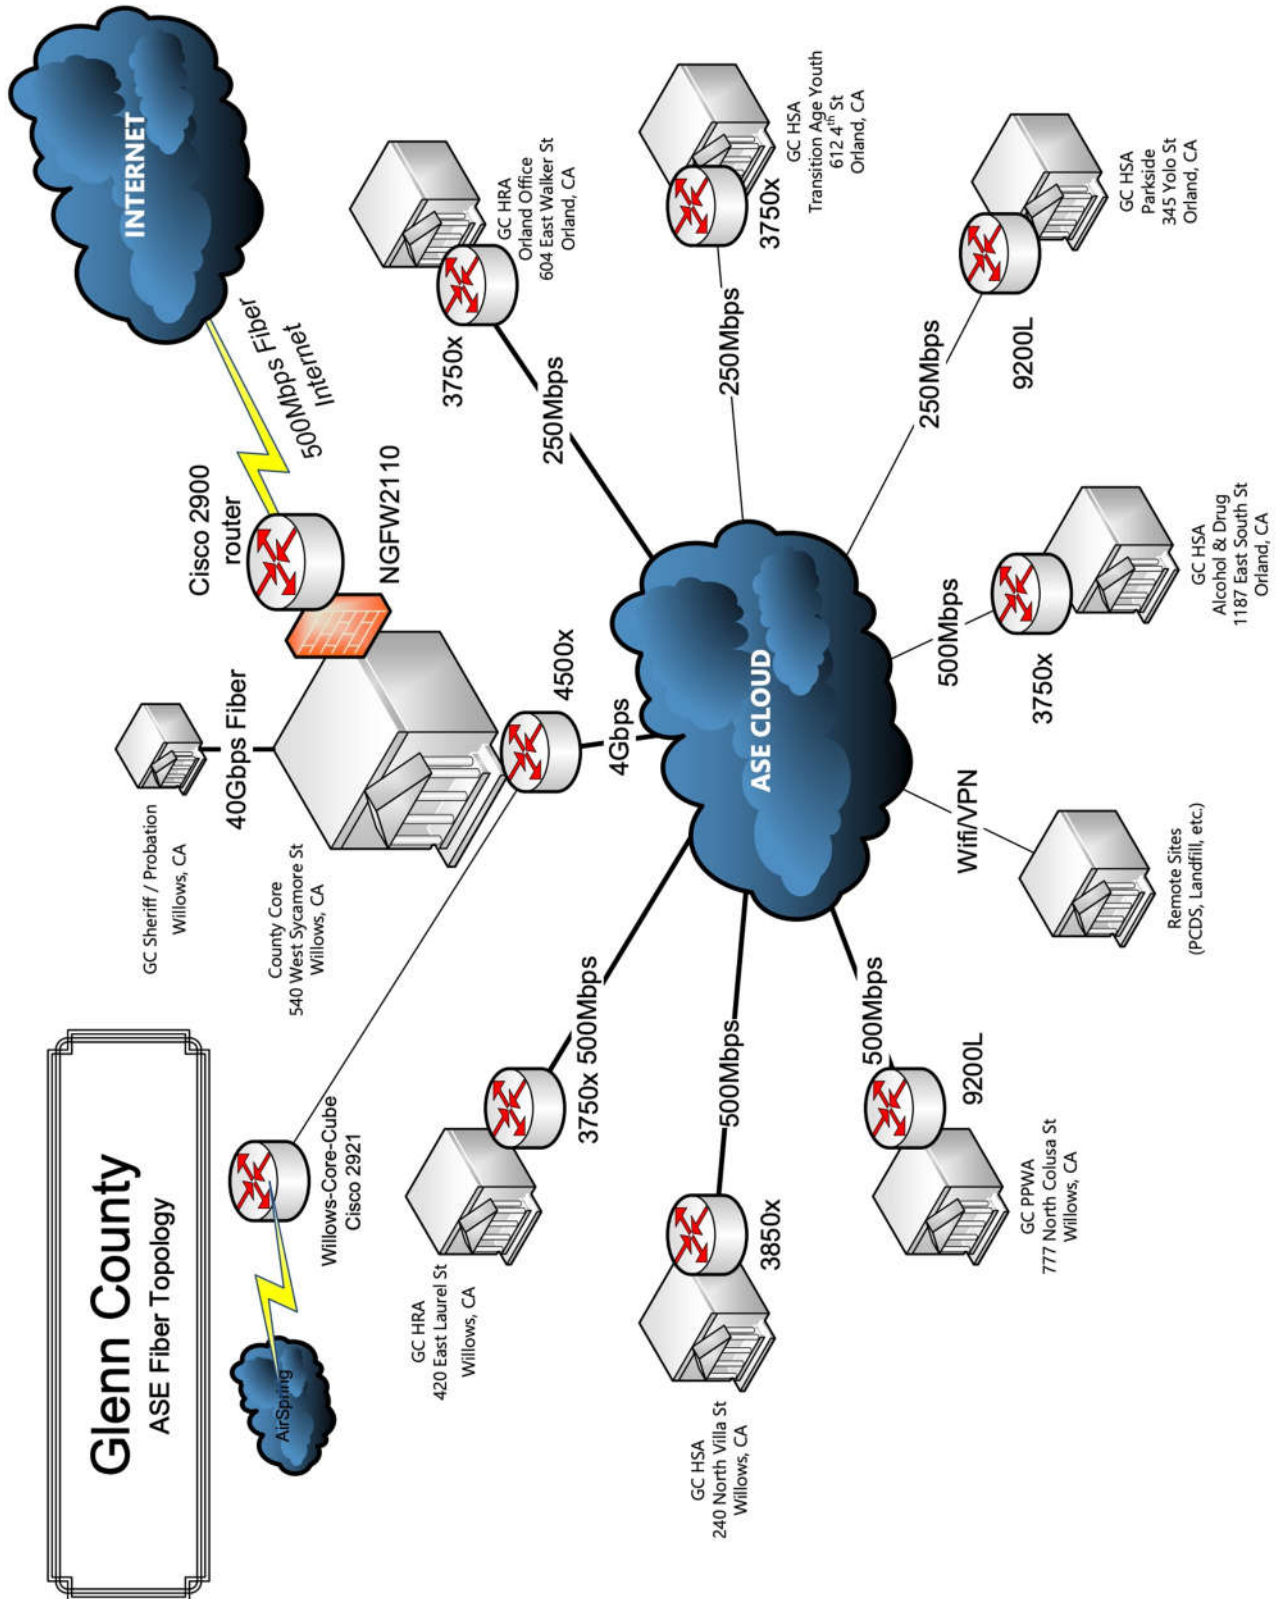 Glenn County
ASE Fiber Topology
GC Sheriff / Probation
Willows, CA
40Gbps Fiber
County Core
540 West Sycamore St
Willows, CA
Cisco 2900
router
NGFW2110
500Mbps Fiber
Internet
INTERNET
AirSpring
Willows-Core-Cube
Cisco 2921
4500x
4Gbps
ASE CLOUD
GC HRA
420 East Laurel St
Willows, CA
3750x
500Mbps
GC HSA
240 North Villa St
Willows, CA
3850x
500Mbps
GC PPWA
777 North Colusa St
Willows, CA
9200L
500Mbps
Remote Sites
(PCDS, Landfill, etc.)
Wifi/VPN
GC HSA
Alcohol & Drug
1187 East South St
Orland, CA
3750x
500Mbps
GC HSA
Parkside
345 Yolo St
Orland, CA
9200L
250Mbps
GC HSA
Transition Age Youth
612 4th St
Orland, CA
3750x
250Mbps
GC HRA
Orland Office
604 East Walker St
Orland, CA
3750x
250Mbps